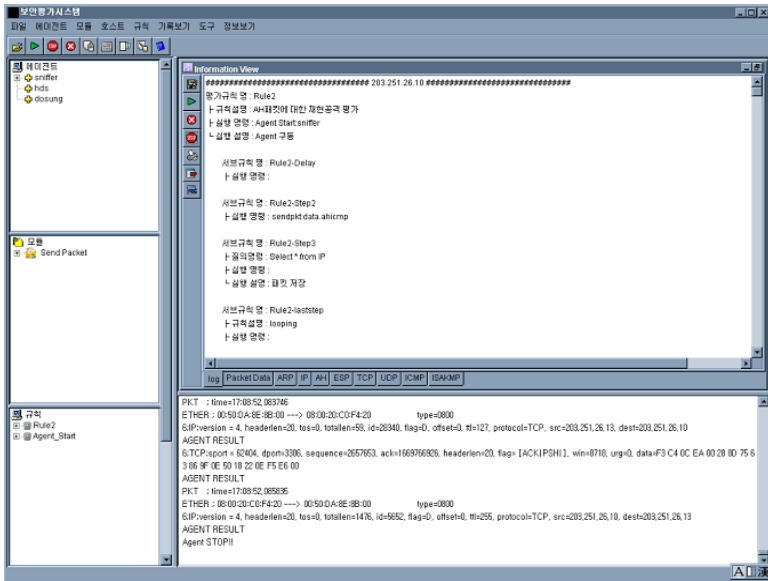 보안평가시스템
파일 에이전트 모듈 호스트 규칙 기록보기 도구 정보보기
에이전트
sniffer
hds
dosung
모듈
Send Packet
규칙
Rule2
Agent_Start
Information View
################################### 203.251.26.10 ###############################
평가규칙 명 : Rule2
├ 규칙설명 : AH패킷에 대한 재현공격 평가
├ 실행 명령 : Agent Start:sniffer
└ 실행 설명 : Agent 구동
서브규칙 명 : Rule2-Delay
├ 실행 명령 :
서브규칙 명 : Rule2-Step2
├ 실행 명령 : sendpkt:data.ahicmp
서브규칙 명 : Rule2-Step3
├ 질의명령 : Select * from IP
├ 실행 명령 :
└ 실행 설명 : 패킷 저장
서브규칙 명 : Rule2-laststep
├ 규칙설명 : looping
├ 실행 명령 :
log Packet Data ARP IP AH ESP TCP UDP ICMP ISAKMP
PKT : time=17:08:52,083746
ETHER ; 00:50:DA:8E:8B:00 ---> 08:00:20:C0:F4:20 type=0800
6:IP:version = 4, headerlen=20, tos=0, totallen=59, id=28340, flag=D, offset=0, ttl=127, protocol=TCP, src=203,251,26,13, dest=203,251,26,10
AGENT RESULT
6:TCP:sport = 62404, dport=3306, sequence=2657653, ack=1669766926, headerlen=20, flag= [ACK|PSH|], win=8718, urg=0, data=F3 C4 0C EA 00 28 8D 75 6
3 86 9F 0E 50 18 22 0E F5 E6 00
AGENT RESULT
PKT : time=17:08:52,085835
ETHER ; 08:00:20:C0:F4:20 ---> 00:50:DA:8E:8B:00 type=0800
6:IP:version = 4, headerlen=20, tos=0, totallen=1476, id=5652, flag=D, offset=0, ttl=255, protocol=TCP, src=203,251,26,10, dest=203,251,26,13
AGENT RESULT
Agent STOP!!
A 漢